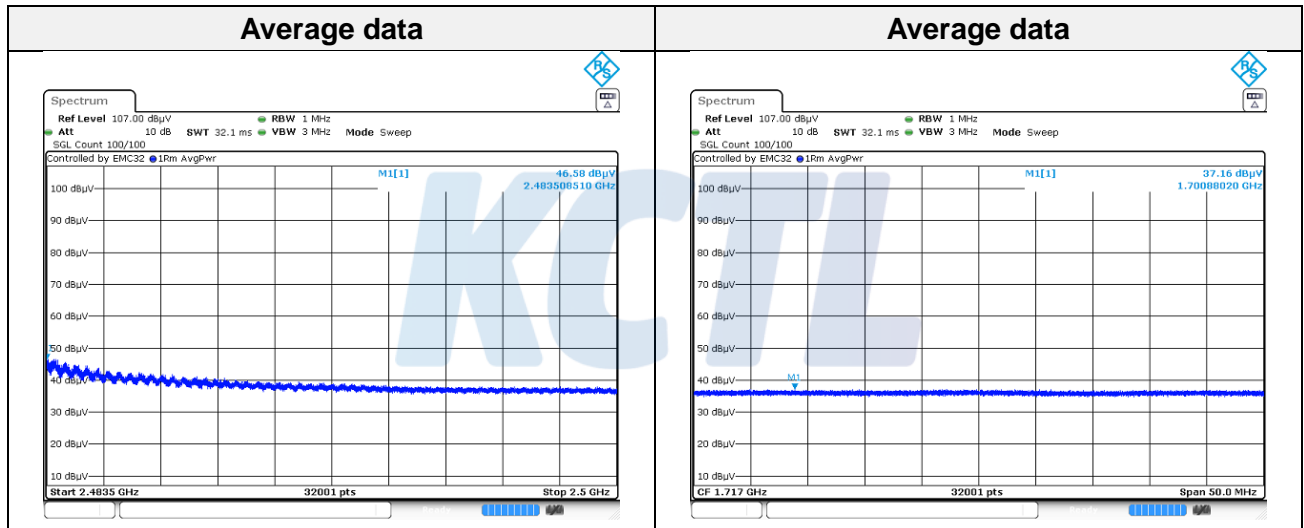 Average data
Average data
R&S
Spectrum
Ref Level 107.00 dBµV RBW 1 MHz
Att 10 dB SWT 32.1 ms VBW 3 MHz Mode Sweep
SGL Count 100/100
Controlled by EMC32 1Rm AvgPwr
M1[1] 46.58 dBµV
2.483508510 GHz
100 dBµV
90 dBµV
80 dBµV
70 dBµV
60 dBµV
50 dBµV
40 dBµV
30 dBµV
20 dBµV
10 dBµV
Start 2.4835 GHz 32001 pts Stop 2.5 GHz
R&S
Spectrum
Ref Level 107.00 dBµV RBW 1 MHz
Att 10 dB SWT 32.1 ms VBW 3 MHz Mode Sweep
SGL Count 100/100
Controlled by EMC32 1Rm AvgPwr
M1[1] 37.16 dBµV
1.70088020 GHz
100 dBµV
90 dBµV
80 dBµV
70 dBµV
60 dBµV
50 dBµV
40 dBµV
M1
30 dBµV
20 dBµV
10 dBµV
CF 1.717 GHz 32001 pts Span 50.0 MHz
KCTL